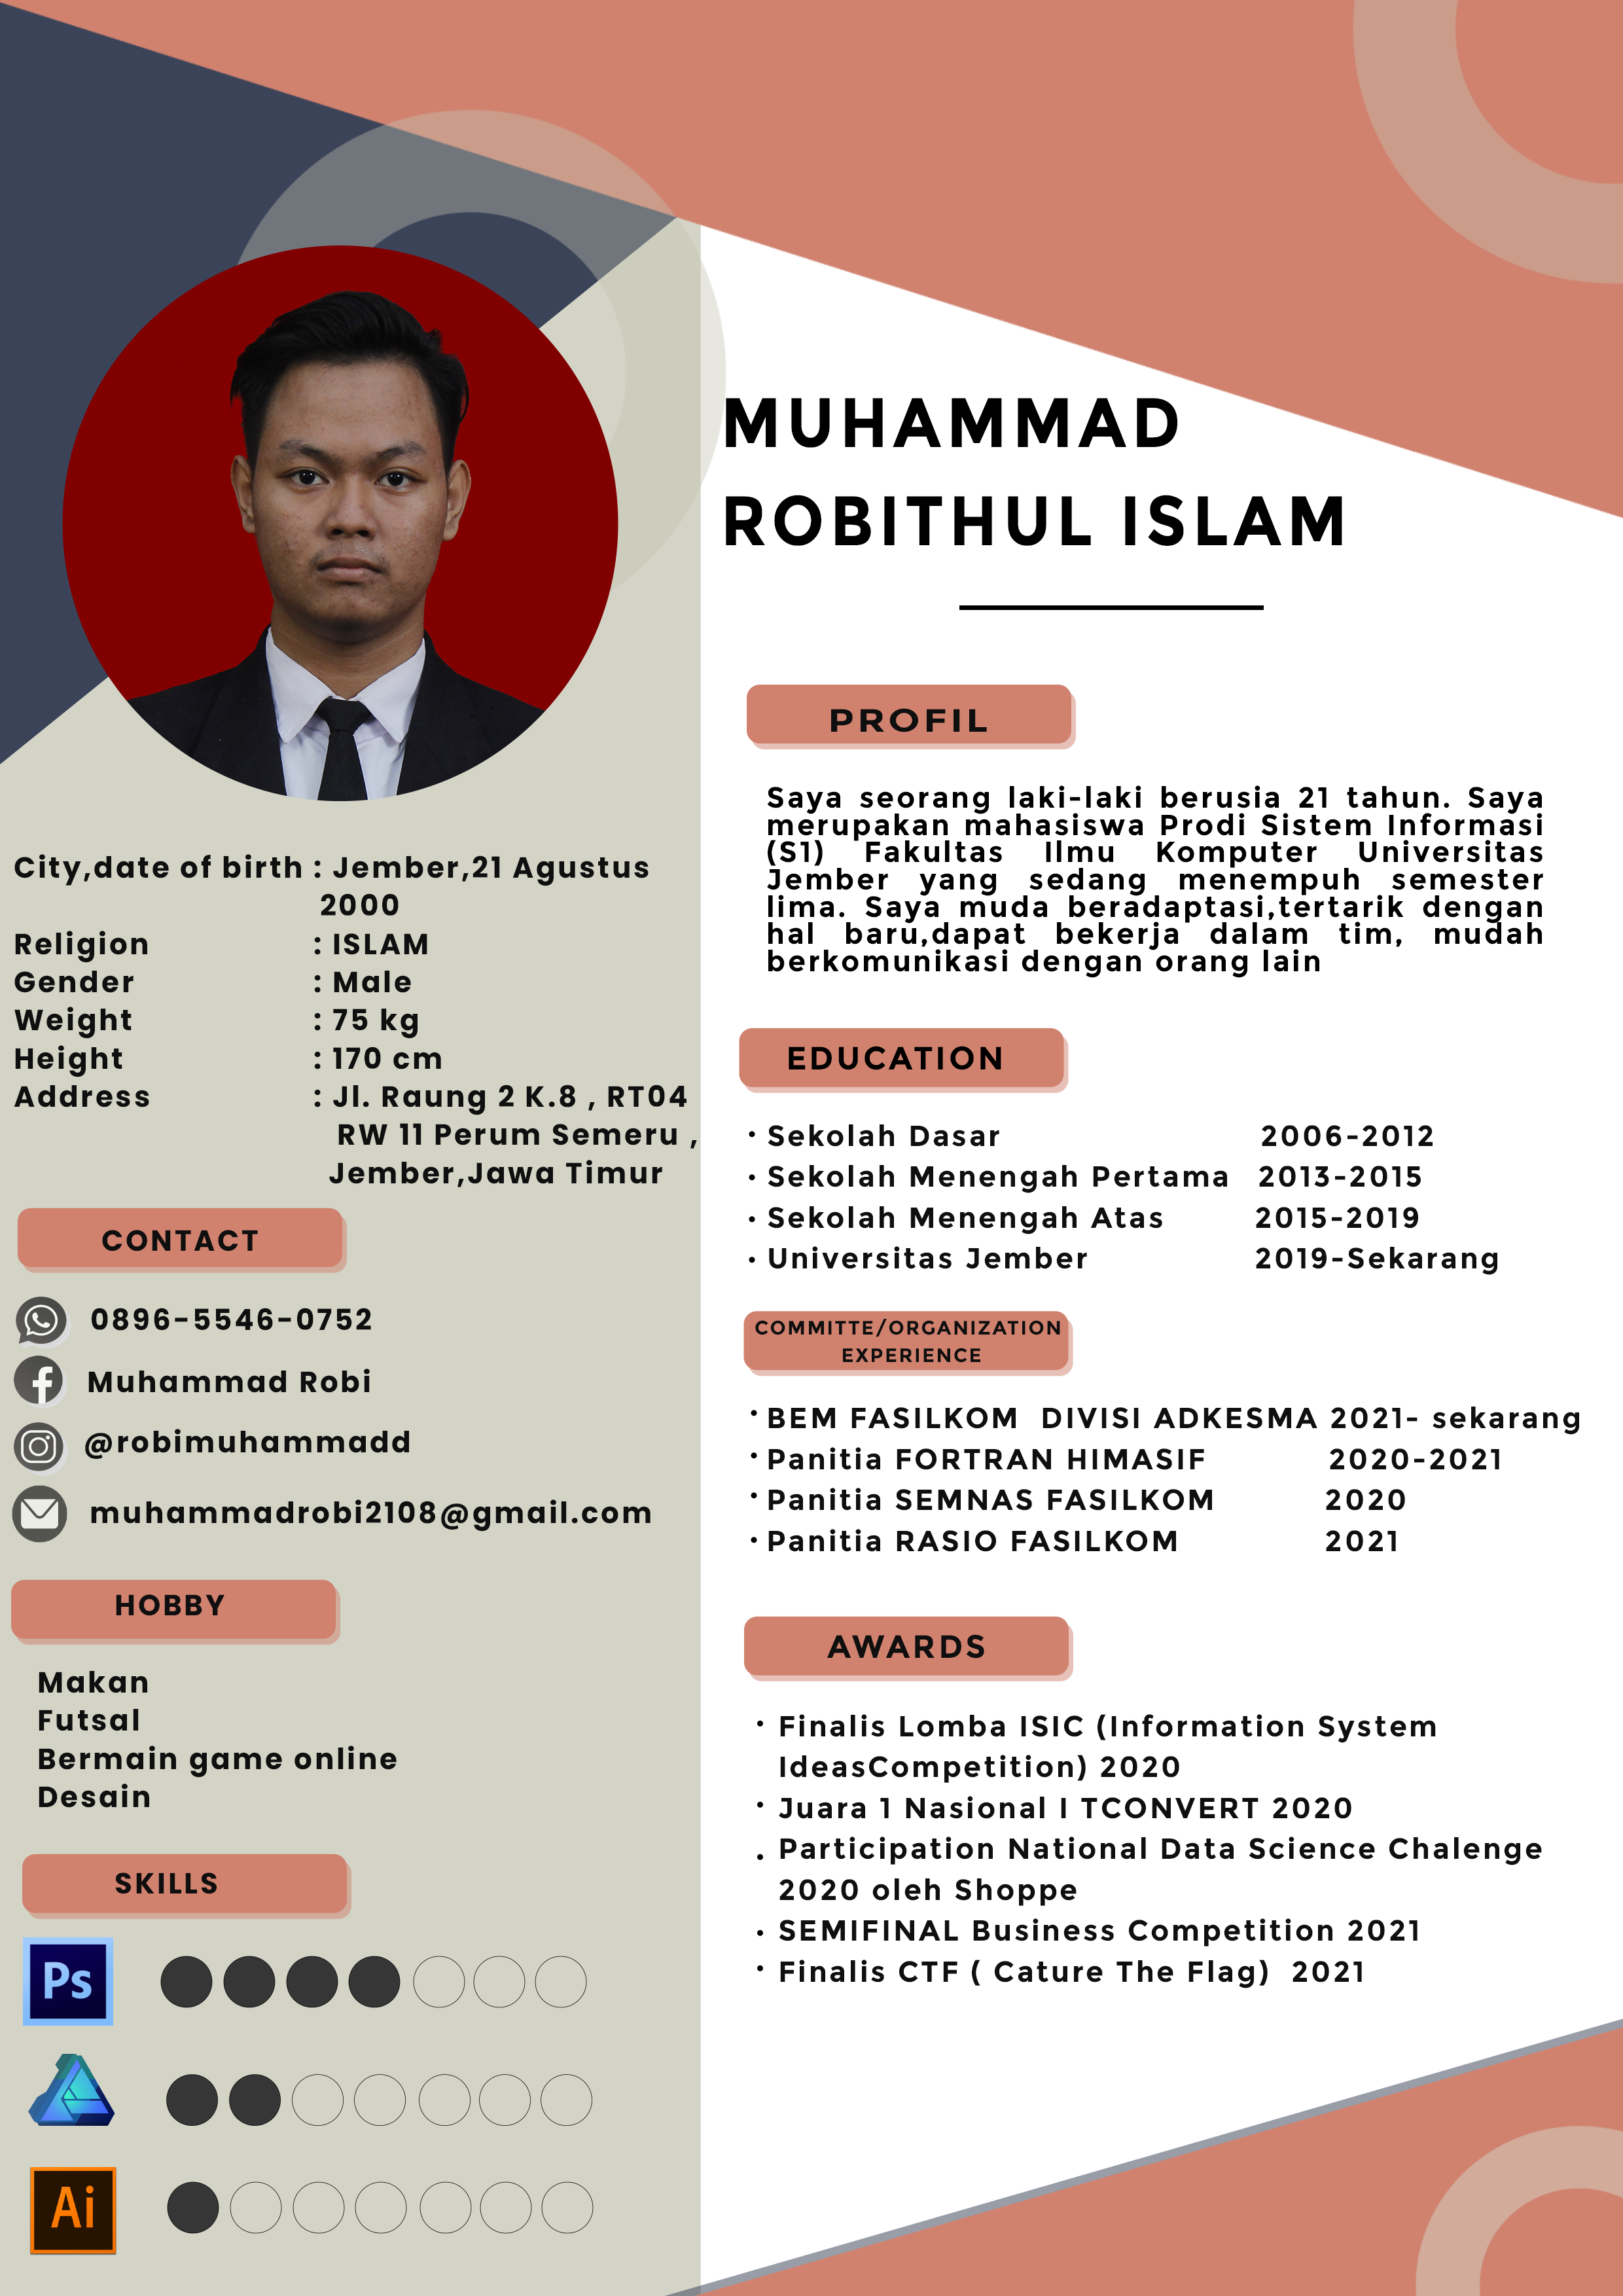 MUHAMMAD
ROBITHUL ISLAM
City,date of birth : Jember,21 Agustus
2000
Religion : ISLAM
Gender : Male
Weight : 75 kg
Height : 170 cm
Address : Jl. Raung 2 K.8 , RT04
RW 11 Perum Semeru ,
Jember,Jawa Timur
CONTACT
0896-5546-0752
Muhammad Robi
@robimuhammadd
muhammadrobi2108@gmail.com
HOBBY
Makan
Futsal
Bermain game online
Desain
SKILLS
Ps
Ai
PROFIL
Saya seorang laki-laki berusia 21 tahun. Saya
merupakan mahasiswa Prodi Sistem Informasi
(S1) Fakultas Ilmu Komputer Universitas
Jember yang sedang menempuh semester
lima. Saya muda beradaptasi,tertarik dengan
hal baru,dapat bekerja dalam tim, mudah
berkomunikasi dengan orang lain
EDUCATION
• Sekolah Dasar 2006-2012
• Sekolah Menengah Pertama 2013-2015
• Sekolah Menengah Atas 2015-2019
• Universitas Jember 2019-Sekarang
COMMITTE/ORGANIZATION
EXPERIENCE
• BEM FASILKOM DIVISI ADKESMA 2021- sekarang
• Panitia FORTRAN HIMASIF 2020-2021
• Panitia SEMNAS FASILKOM 2020
• Panitia RASIO FASILKOM 2021
AWARDS
• Finalis Lomba ISIC (Information System
IdeasCompetition) 2020
• Juara 1 Nasional I TCONVERT 2020
• Participation National Data Science Chalenge
2020 oleh Shoppe
• SEMIFINAL Business Competition 2021
• Finalis CTF ( Cature The Flag) 2021